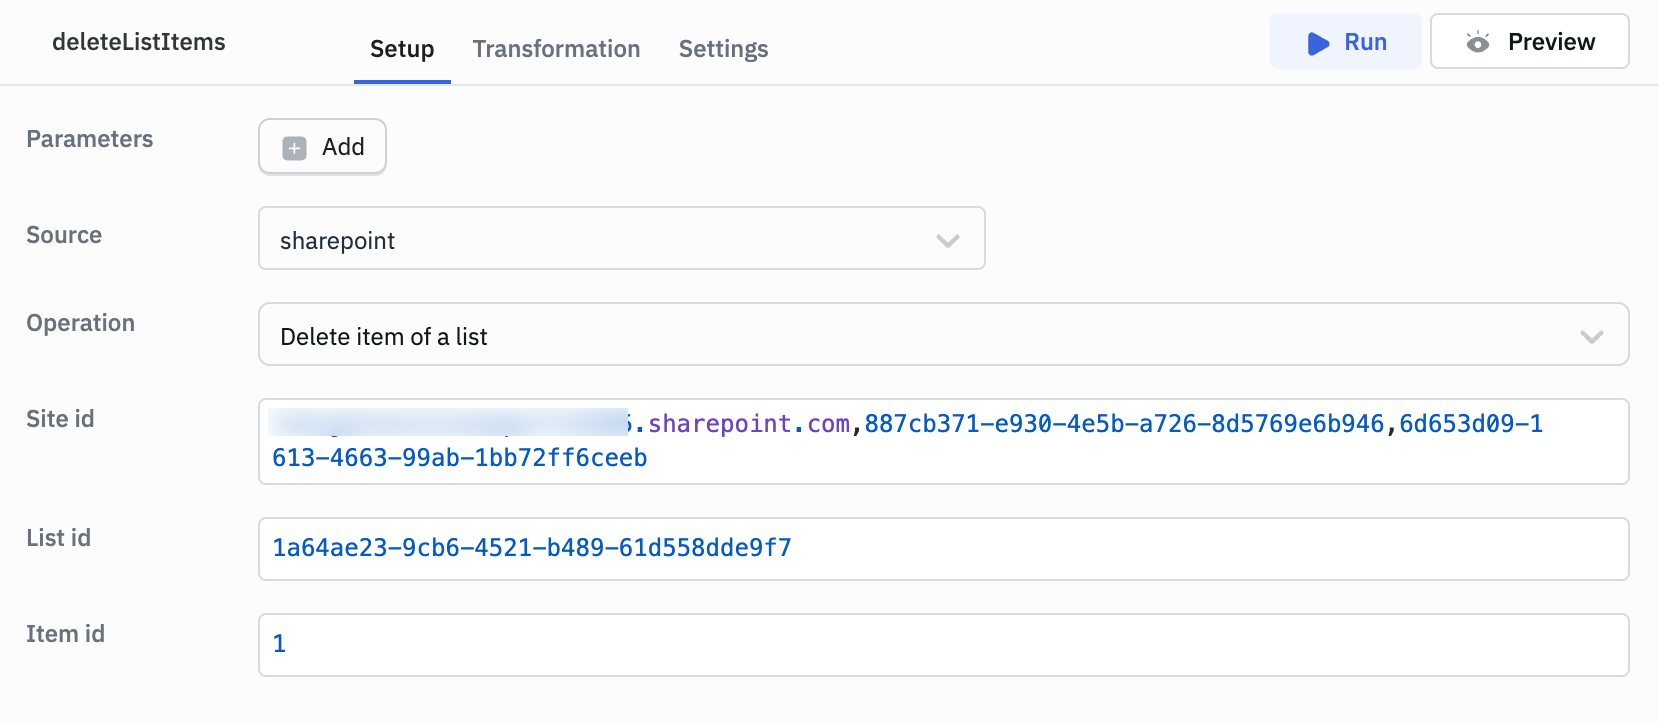 deleteListItems
Setup Transformation Settings
Run Preview
Parameters
Add
Source
sharepoint
Operation
Delete item of a list
Site id
.sharepoint.com,887cb371-e930-4e5b-a726-8d5769e6b946,6d653d09-1
613-4663-99ab-1bb72ff6ceeb
List id
1a64ae23-9cb6-4521-b489-61d558dde9f7
Item id
1